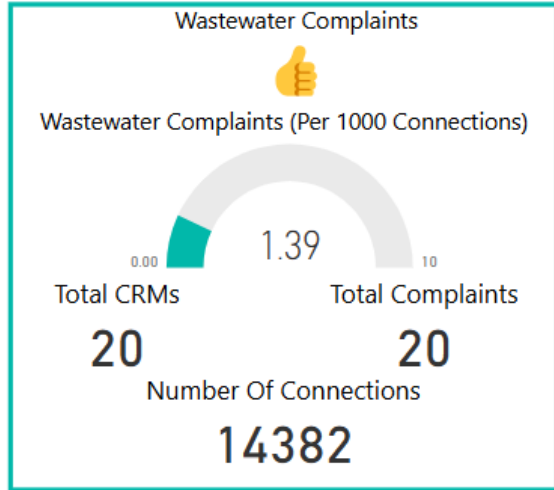 Wastewater Complaints
Wastewater Complaints (Per 1000 Connections)
1.39
0.00 10
Total CRMs Total Complaints
20 20
Number Of Connections
14382